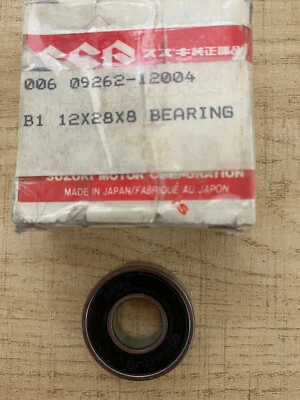 スズキ純正部品
006 09262-12004
B1 12X28X8 BEARING
SUZUKI MOTOR CORPORATION
MADE IN JAPAN/FABRIQUÉ AU JAPON